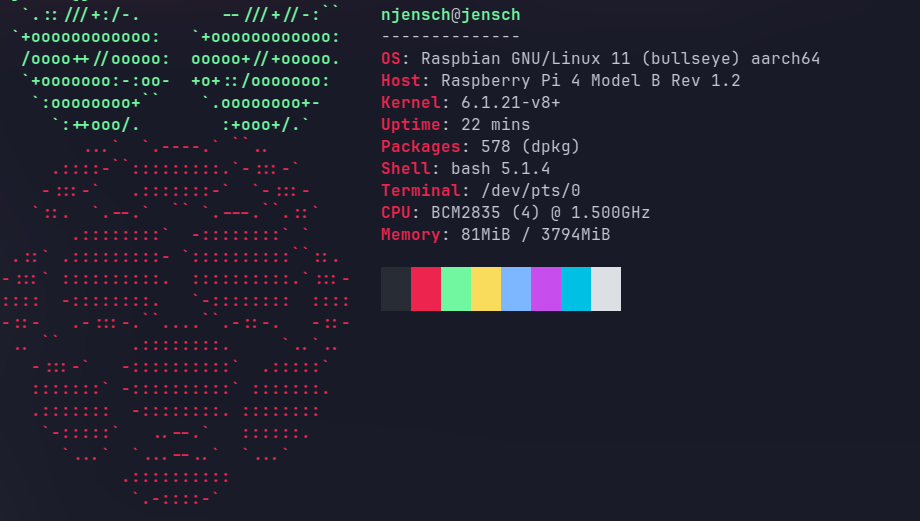 njensch@jensch
--------------
OS: Raspbian GNU/Linux 11 (bullseye) aarch64
Host: Raspberry Pi 4 Model B Rev 1.2
Kernel: 6.1.21-v8+
Uptime: 22 mins
Packages: 578 (dpkg)
Shell: bash 5.1.4
Terminal: /dev/pts/0
CPU: BCM2835 (4) @ 1.500GHz
Memory: 81MiB / 3794MiB